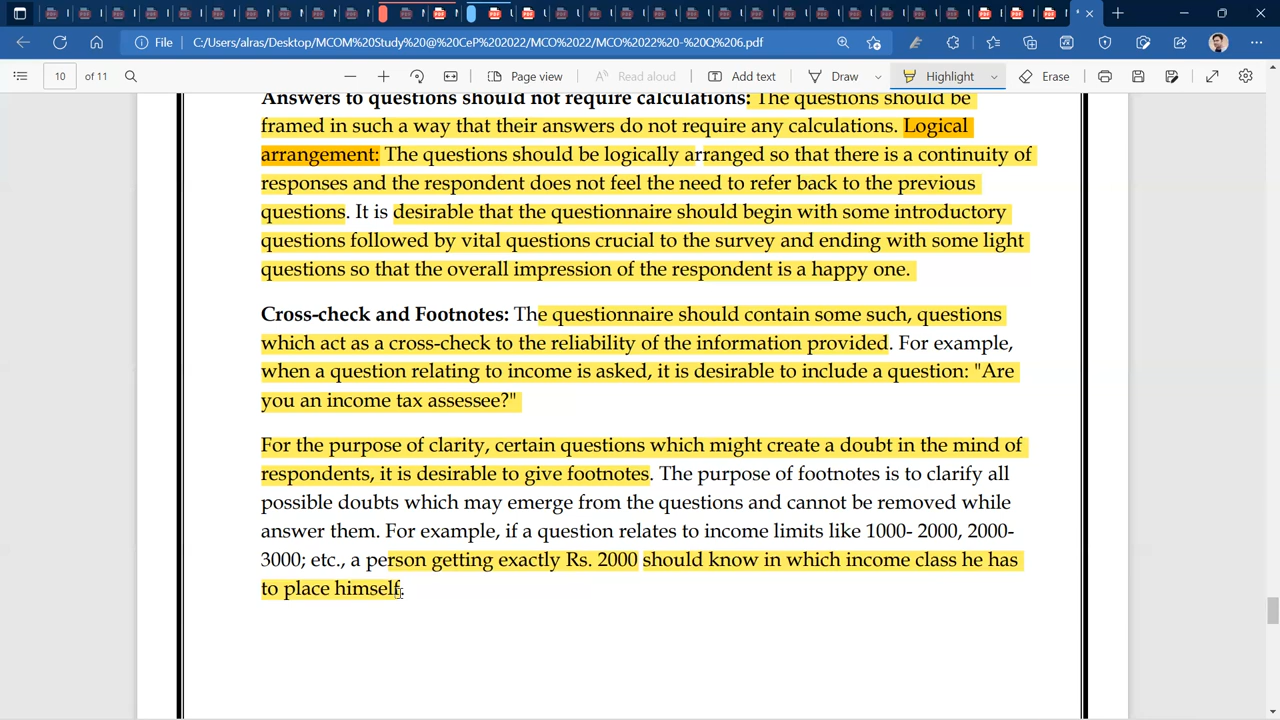 File
C:/Users/alras/Desktop/MCOM%20Study@%20CeP%202022/MCO%2022/MCO%2022%20-%20Q%206.pdf
10 of 11
Page view
Read aloud
Add text
Draw
Highlight
Erase
Answers to questions should not require calculations: The questions should be
framed in such a way that their answers do not require any calculations. Logical
arrangement: The questions should be logically arranged so that there is a continuity of
responses and the respondent does not feel the need to refer back to the previous
questions. It is desirable that the questionnaire should begin with some introductory
questions followed by vital questions crucial to the survey and ending with some light
questions so that the overall impression of the respondent is a happy one.
Cross-check and Footnotes: The questionnaire should contain some such, questions
which act as a cross-check to the reliability of the information provided. For example,
when a question relating to income is asked, it is desirable to include a question: "Are
you an income tax assessee?"
For the purpose of clarity, certain questions which might create a doubt in the mind of
respondents, it is desirable to give footnotes. The purpose of footnotes is to clarify all
possible doubts which may emerge from the questions and cannot be removed while
answer them. For example, if a question relates to income limits like 1000- 2000, 2000-
3000; etc., a person getting exactly Rs. 2000 should know in which income class he has
to place himself.